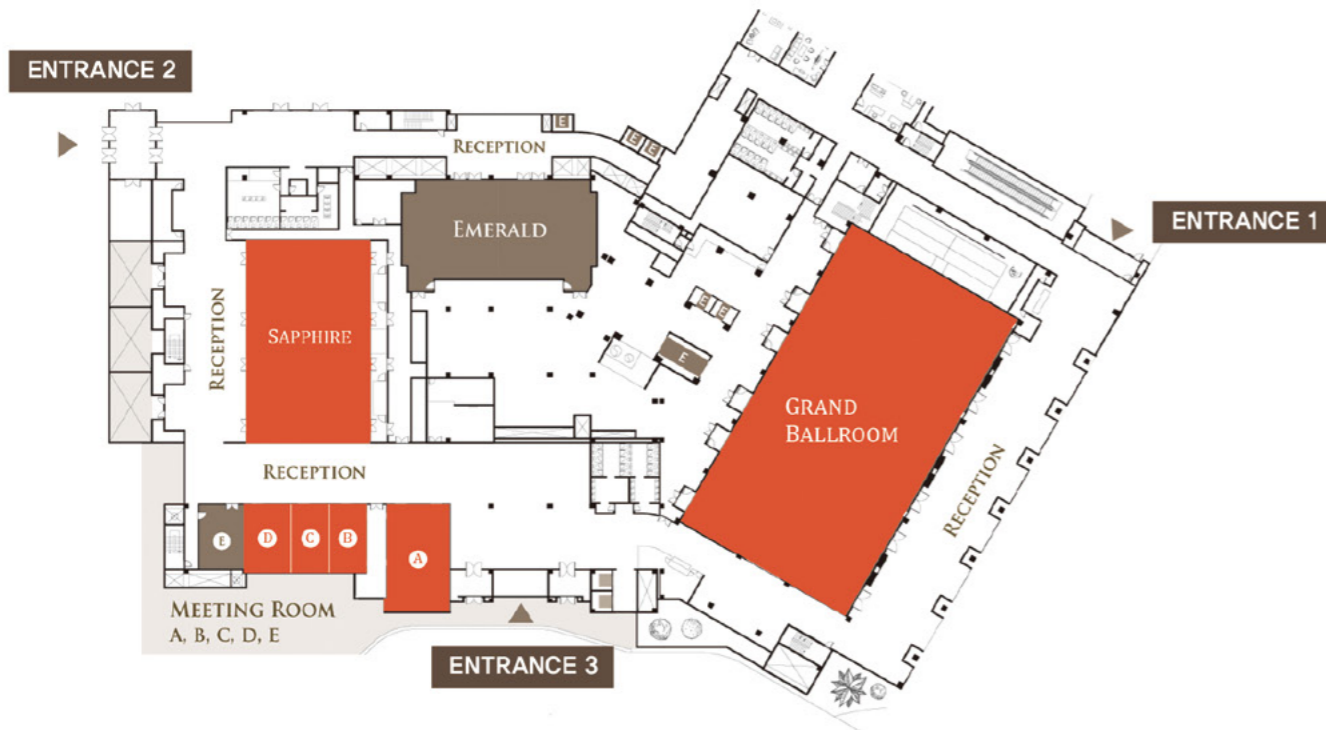 ENTRANCE 2
E
RECEPTION
E
E
EMERALD
ENTRANCE 1
RECEPTION
SAPPHIRE
E
E
E
GRAND
BALLROOM
RECEPTION
RECEPTION
E
D
C
B
A
MEETING ROOM
A, B, C, D, E
ENTRANCE 3